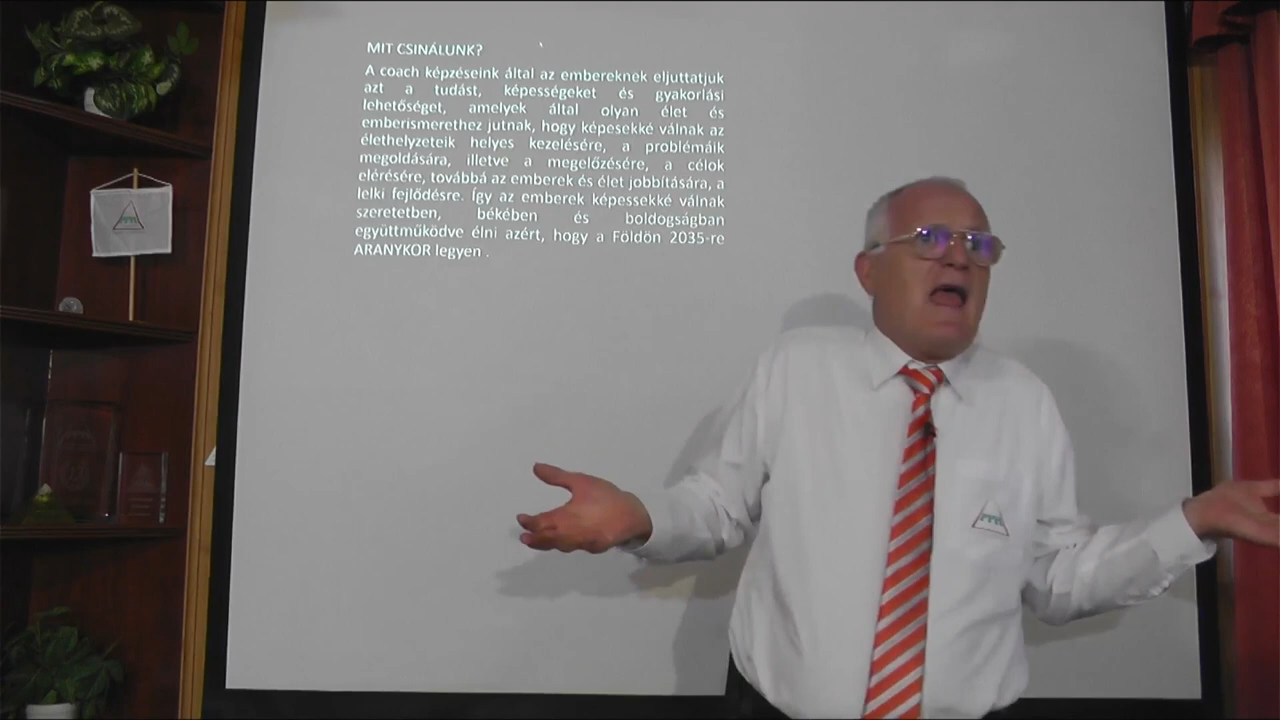 MIT CSINÁLUNK?
A coach képzéseink által az embereknek eljuttatjuk
azt a tudást, képességeket és gyakorlási
lehetőséget, amelyek által olyan élet és
emberismerethez jutnak, hogy képesekké válnak az
élethelyzeteik helyes kezelésére, a problémáik
megoldására, illetve a megelőzésére, a célok
elérésére, továbbá az emberek és élet jobbítására, a
lelki fejlődésre. Így az emberek képessekké válnak
szeretetben, békében és boldogságban
együttműködve élni azért, hogy a Földön 2035-re
ARANYKOR legyen .